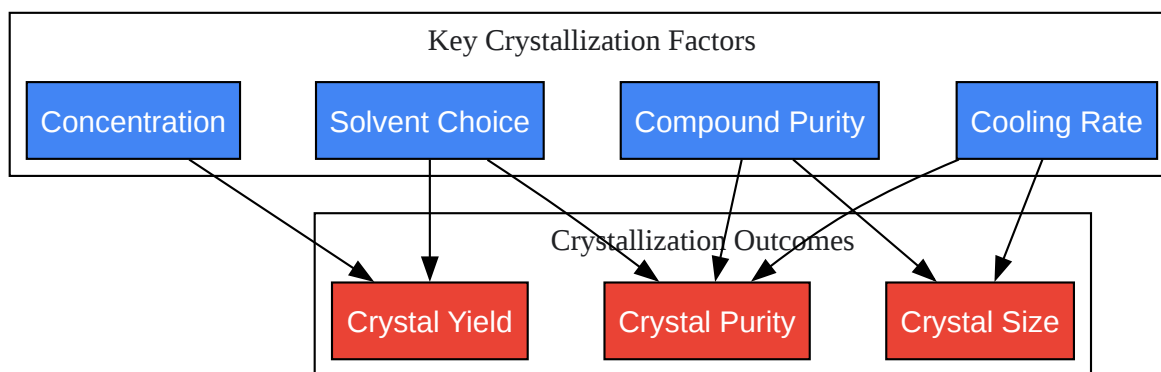 Key Crystallization Factors
Concentration
Solvent Choice
Compound Purity
Cooling Rate
Crystallization Outcomes
Crystal Yield
Crystal Purity
Crystal Size